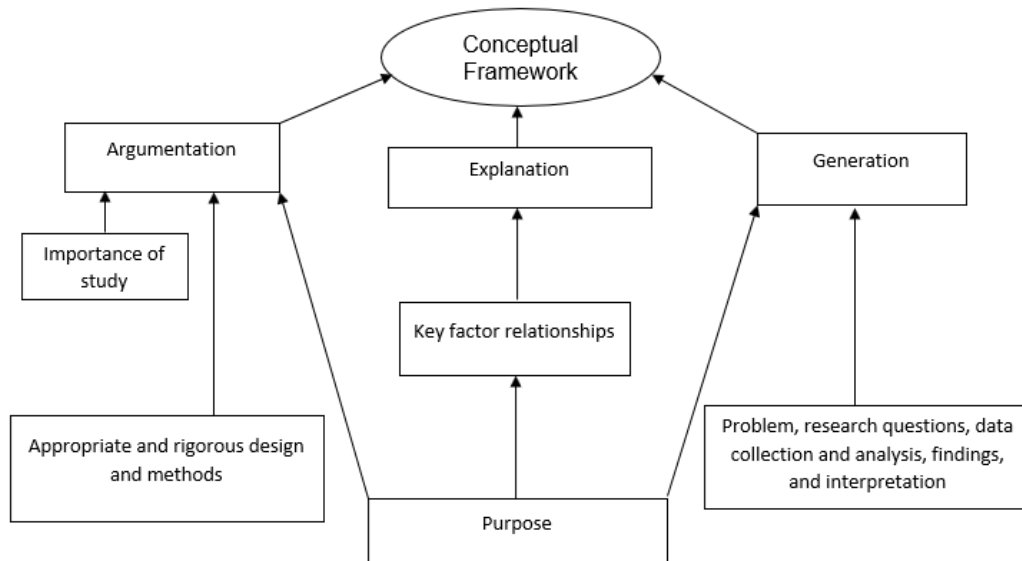 Conceptual
Framework
Argumentation
Explanation
Generation
Importance of
study
Key factor relationships
Appropriate and rigorous design
and methods
Problem, research questions, data
collection and analysis, findings,
and interpretation
Purpose